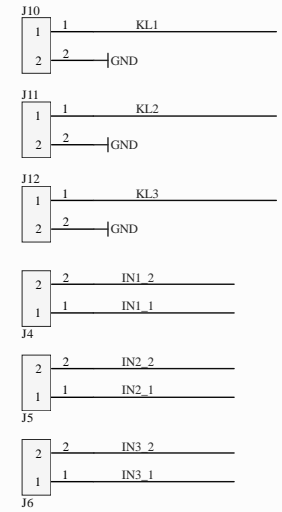 J10
1 1 KL1
2 2 GND
J11
1 1 KL2
2 2 GND
J12
1 1 KL3
2 2 GND
2 2 IN1_2
1 1 IN1_1
J4
2 2 IN2_2
1 1 IN2_1
J5
2 2 IN3_2
1 1 IN3_1
J6